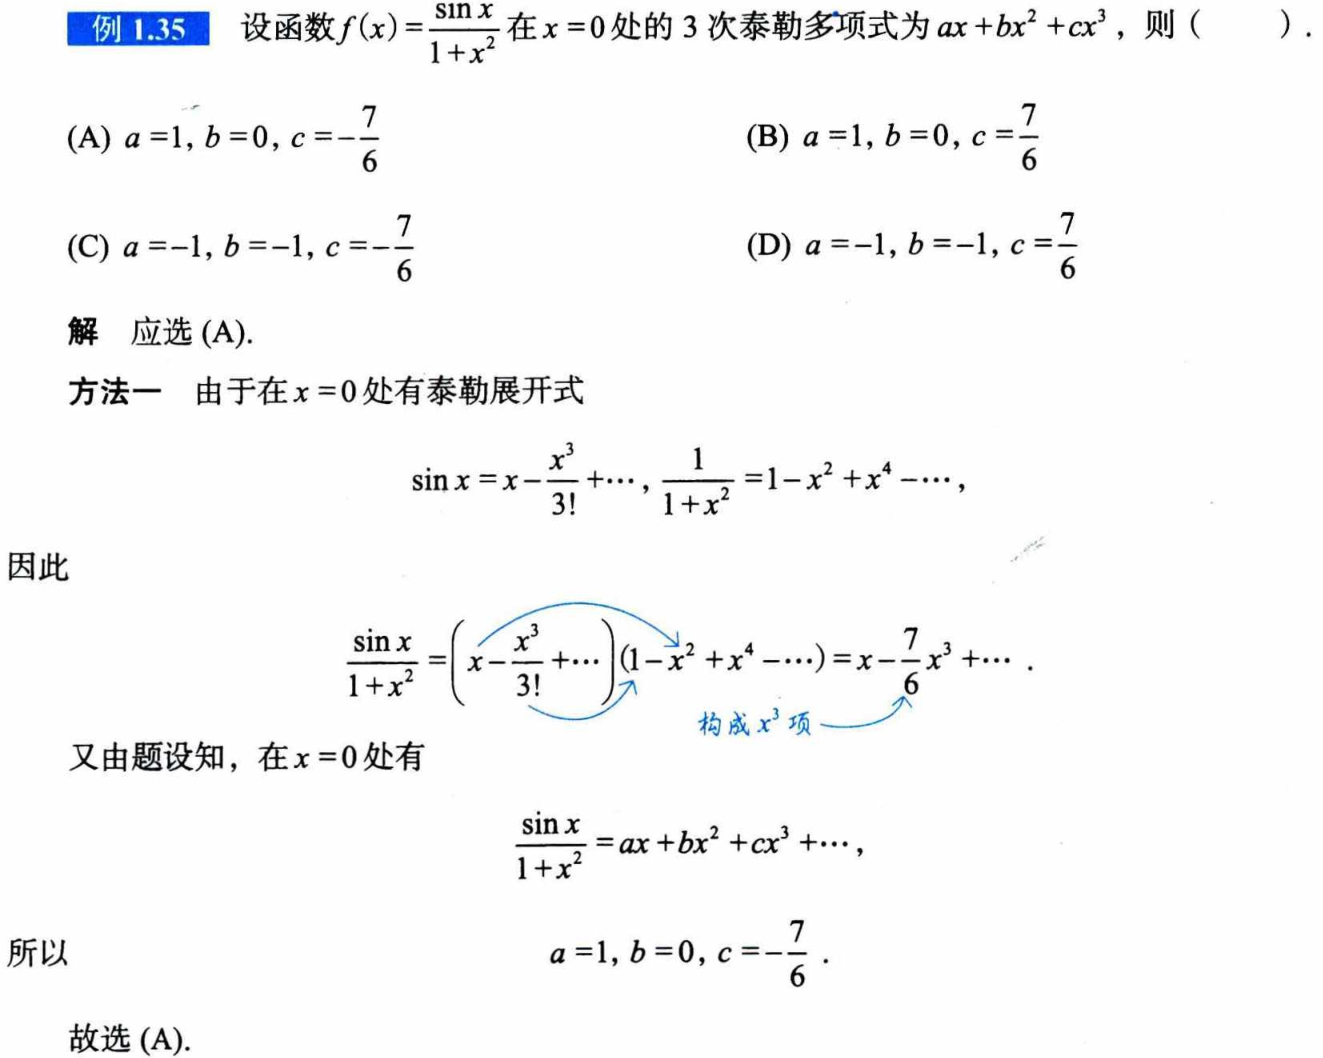 例 1.35 设函数 f(x)=\frac{\sin x}{1+x^2} 在 x=0 处的 3 次泰勒多项式为 ax+bx^2+cx^3，则（　　）.
(A) a=1, b=0, c=-\frac{7}{6} (B) a=1, b=0, c=\frac{7}{6}
(C) a=-1, b=-1, c=-\frac{7}{6} (D) a=-1, b=-1, c=\frac{7}{6}
解 应选 (A).
方法一 由于在 x=0 处有泰勒展开式
\sin x=x-\frac{x^3}{3!}+\cdots, \frac{1}{1+x^2}=1-x^2+x^4-\cdots,
因此
\frac{\sin x}{1+x^2}=\left(x-\frac{x^3}{3!}+\cdots\right)(1-x^2+x^4-\cdots)=x-\frac{7}{6}x^3+\cdots.
构成 x^3 项
又由题设知，在 x=0 处有
\frac{\sin x}{1+x^2}=ax+bx^2+cx^3+\cdots,
所以 a=1, b=0, c=-\frac{7}{6}.
故选 (A).